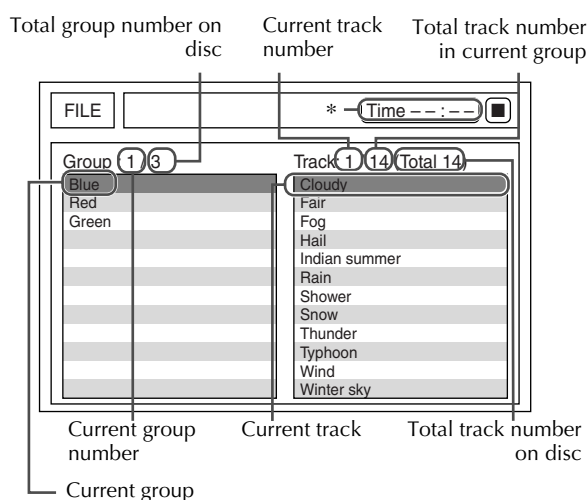 Total group number on
disc
Current track
number
Total track number
in current group
FILE
* Time – – : – –
Group 1/3
Blue
Red
Green
Track 1/14 (Total 14)
Cloudy
Fair
Fog
Hail
Indian summer
Rain
Shower
Snow
Thunder
Typhoon
Wind
Winter sky
Current group
number
Current track
Total track number
on disc
Current group